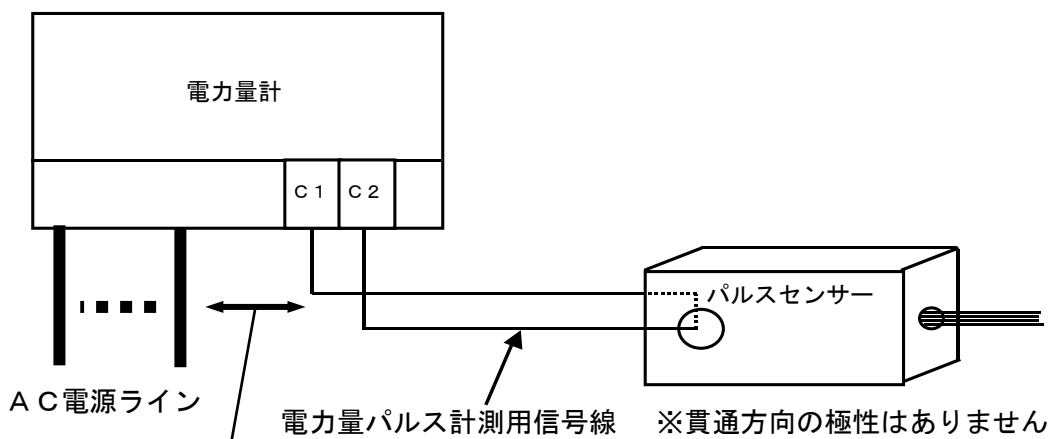 電力量計
C1 C2
パルスセンサー
AC電源ライン
電力量パルス計測用信号線
※貫通方向の極性はありません